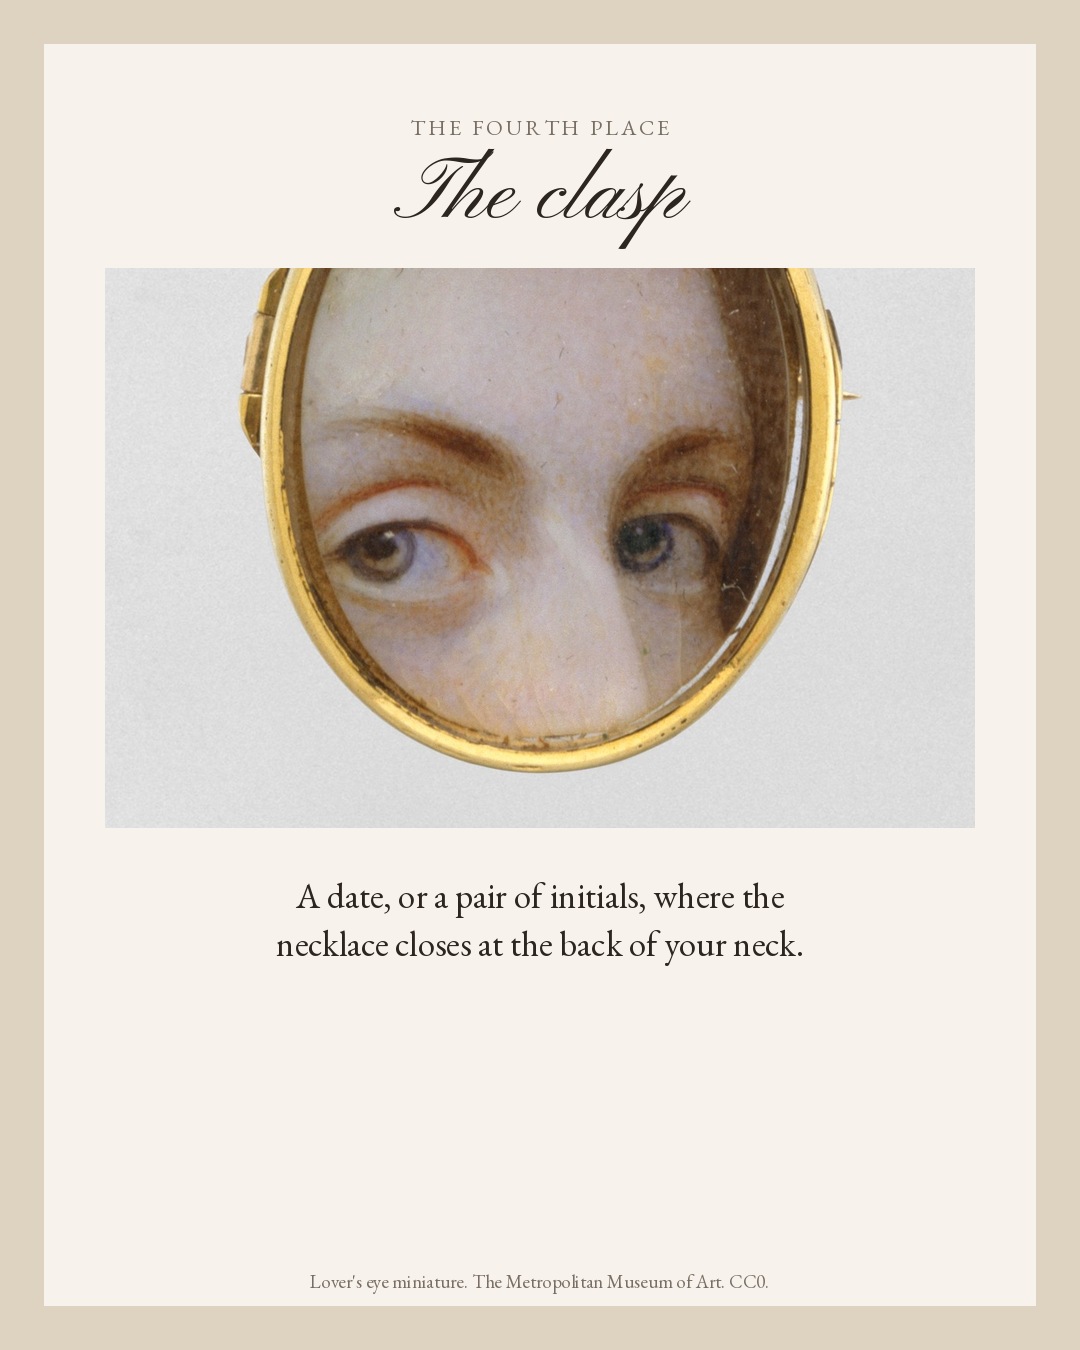 THE FOURTH PLACE
The clasp
A date, or a pair of initials, where the
necklace closes at the back of your neck.
Lover's eye miniature. The Metropolitan Museum of Art. CC0.